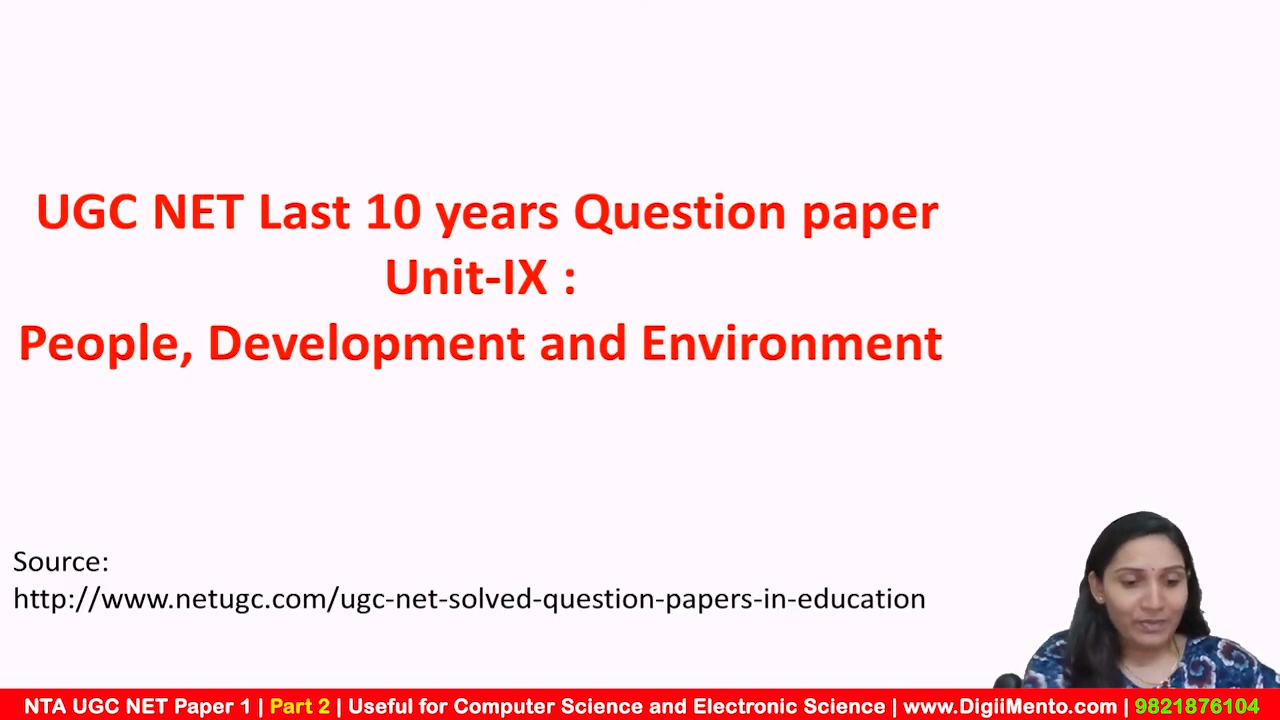 UGC NET Last 10 years Question paper
Unit-IX :
People, Development and Environment
Source:
http://www.netugc.com/ugc-net-solved-question-papers-in-education
NTA UGC NET Paper 1 | Part 2 | Useful for Computer Science and Electronic Science | www.DigiiMento.com | 9821876104